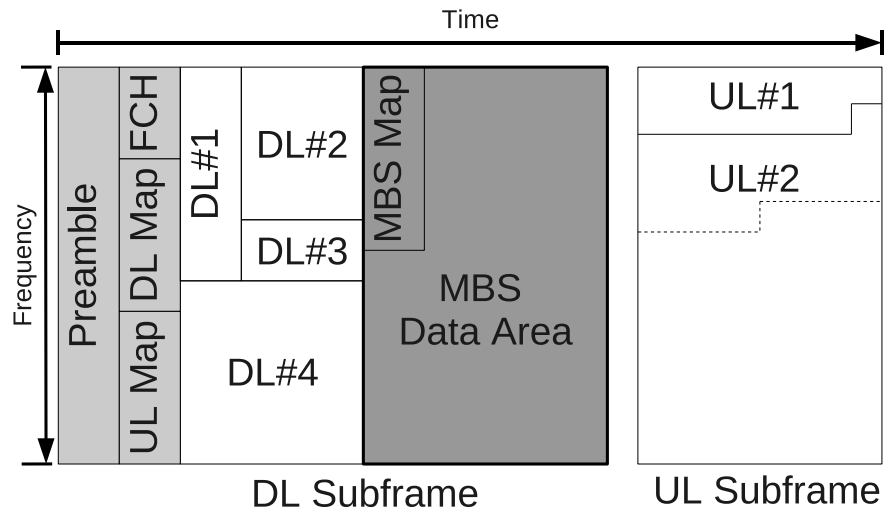 Time
Frequency
Preamble
FCH
DL Map
UL Map
DL#1
DL#2
DL#3
DL#4
MBS Map
MBS
Data Area
UL#1
UL#2
DL Subframe
UL Subframe